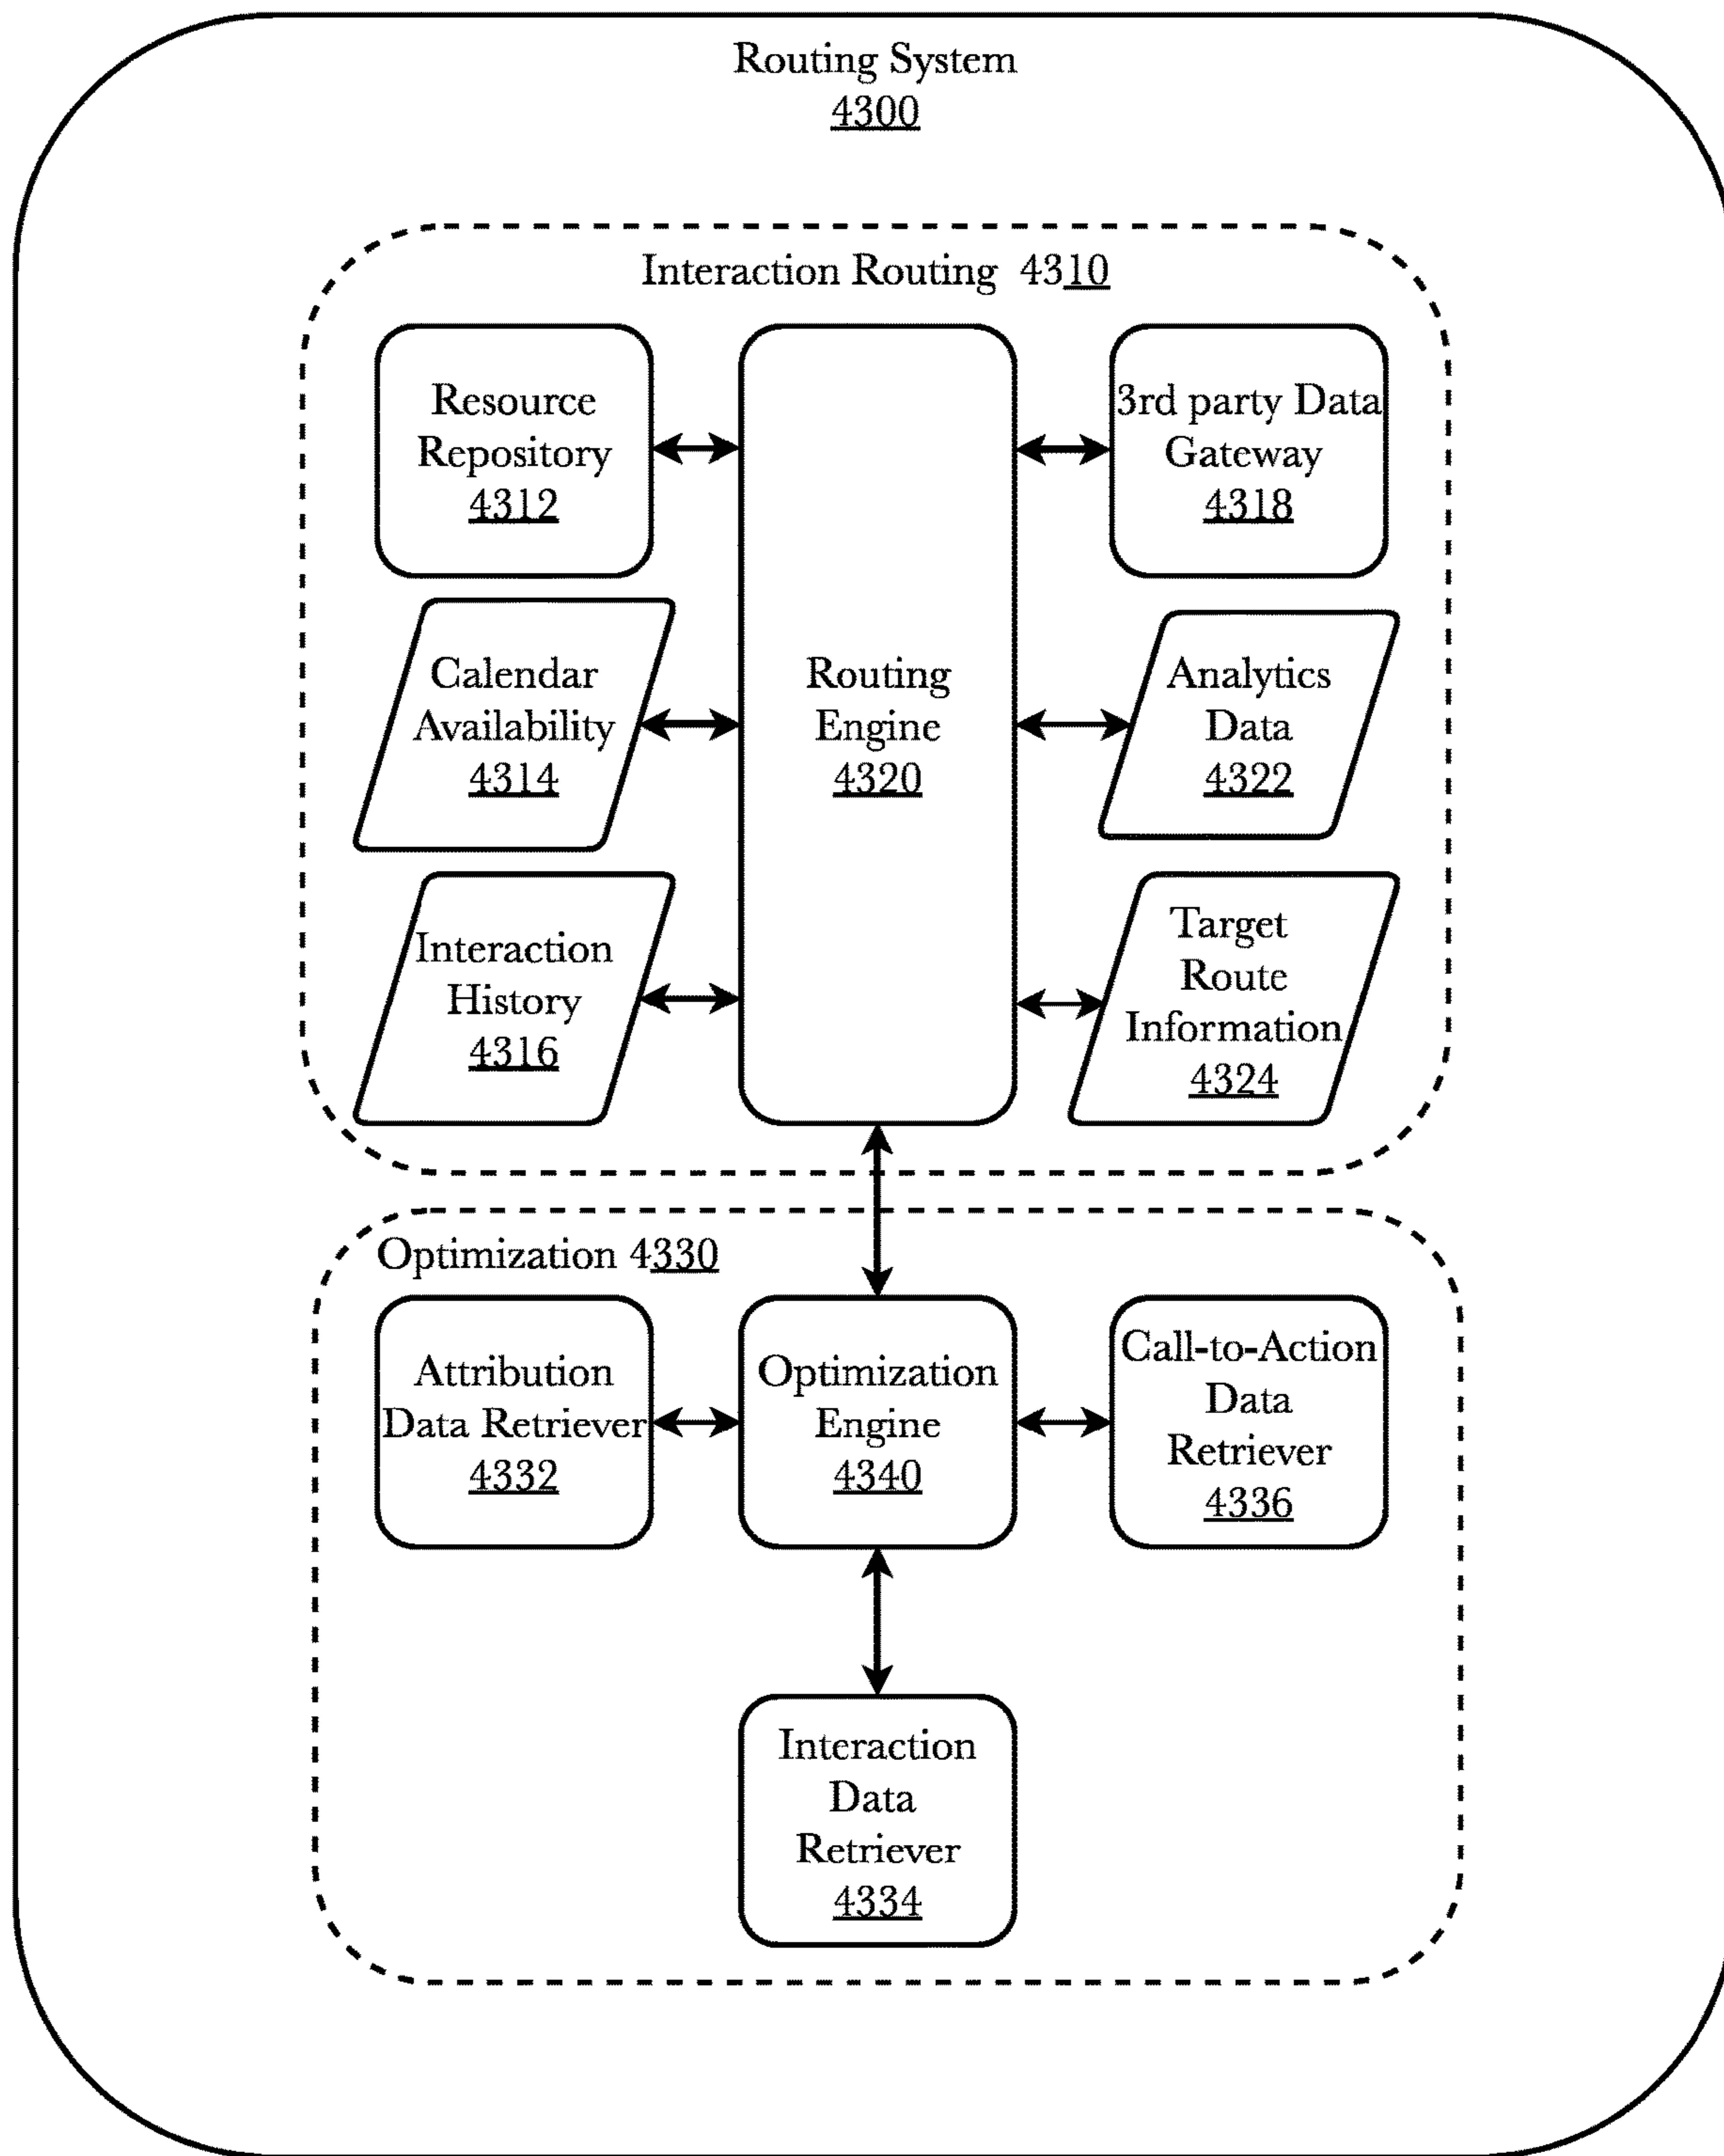 Routing System
4300
Interaction Routing 4310
Resource
Repository
4312
Calendar
Availability
4314
Interaction
History
4316
Routing
Engine
4320
3rd party Data
Gateway
4318
Analytics
Data
4322
Target
Route
Information
4324
Optimization 4330
Attribution
Data Retriever
4332
Optimization
Engine
4340
Call-to-Action
Data
Retriever
4336
Interaction
Data
Retriever
4334